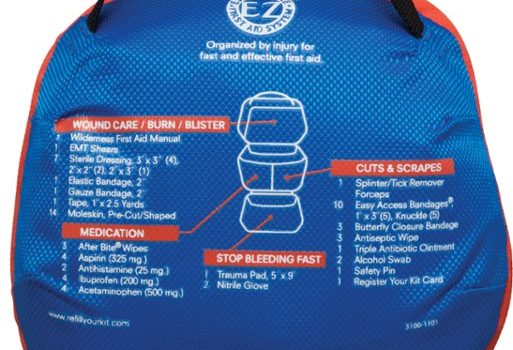 EZ
FIRST AID SYSTEM
Organized by injury for
fast and effective first aid.
WOUND CARE / BURN / BLISTER
1 Wilderness First Aid Manual
1 EMT Shears
7 Sterile Dressing, 3" x 3" (4),
2" x 2" (2), 2" x 3" (1)
1 Elastic Bandage, 2"
1 Gauze Bandage, 2"
1 Tape, 1" x 2.5 Yards
14 Moleskin, Pre-Cut/Shaped
MEDICATION
3 After Bite® Wipes
4 Aspirin (325 mg.)
2 Antihistamine (25 mg.)
4 Ibuprofen (200 mg.)
4 Acetaminophen (500 mg.)
STOP BLEEDING FAST
1 Trauma Pad, 5" x 9"
2 Nitrile Glove
CUTS & SCRAPES
1 Splinter/Tick Remover
Forceps
10 Easy Access Bandages®
1" x 3"(5), Knuckle (5)
3 Butterfly Closure Bandage
3 Antiseptic Wipe
1 Triple Antibiotic Ointment
2 Alcohol Swab
1 Safety Pin
1 Register Your Kit Card
www.refillyourkit.com
3100-1101